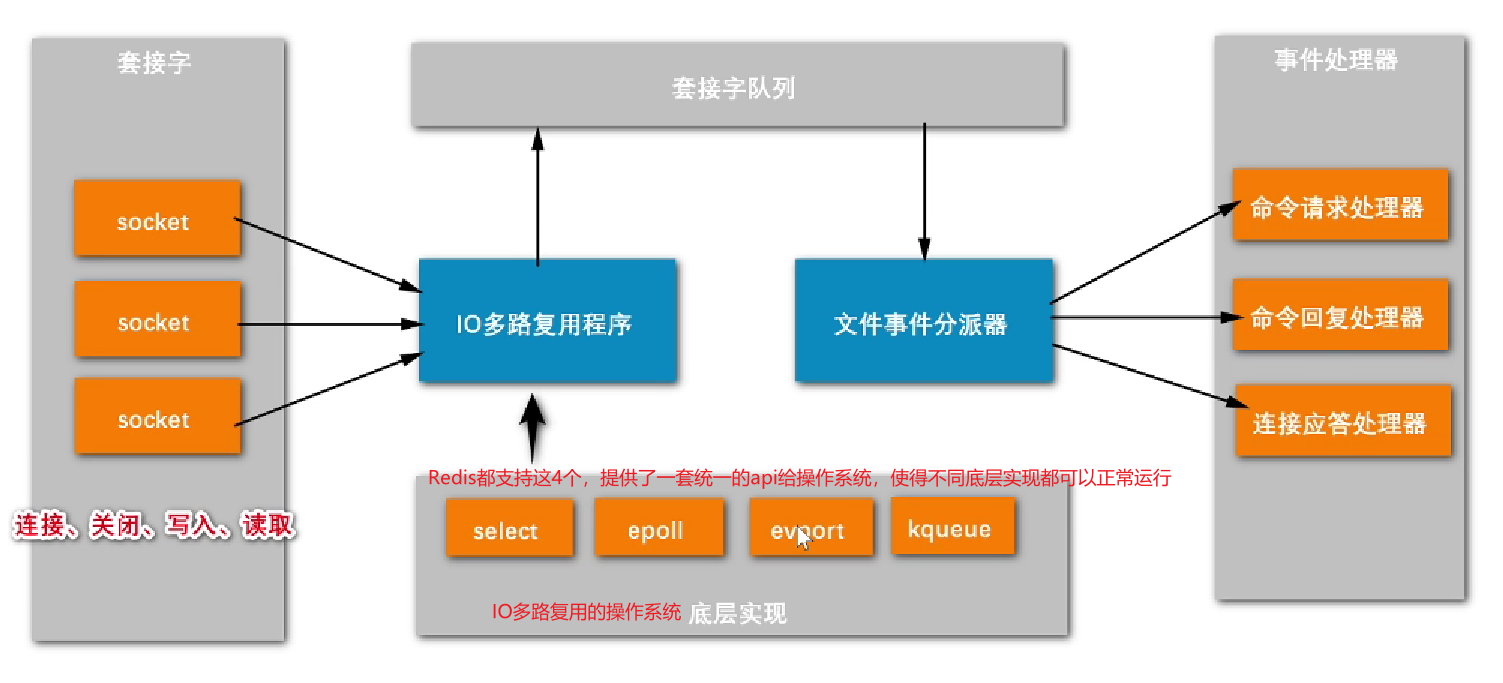 套接字
socket
socket
socket
连接、关闭、写入、读取
套接字队列
IO多路复用程序
文件事件分派器
Redis都支持这4个，提供了一套统一的api给操作系统，使得不同底层实现都可以正常运行
select
epoll
evport
kqueue
IO多路复用的操作系统 底层实现
事件处理器
命令请求处理器
命令回复处理器
连接应答处理器